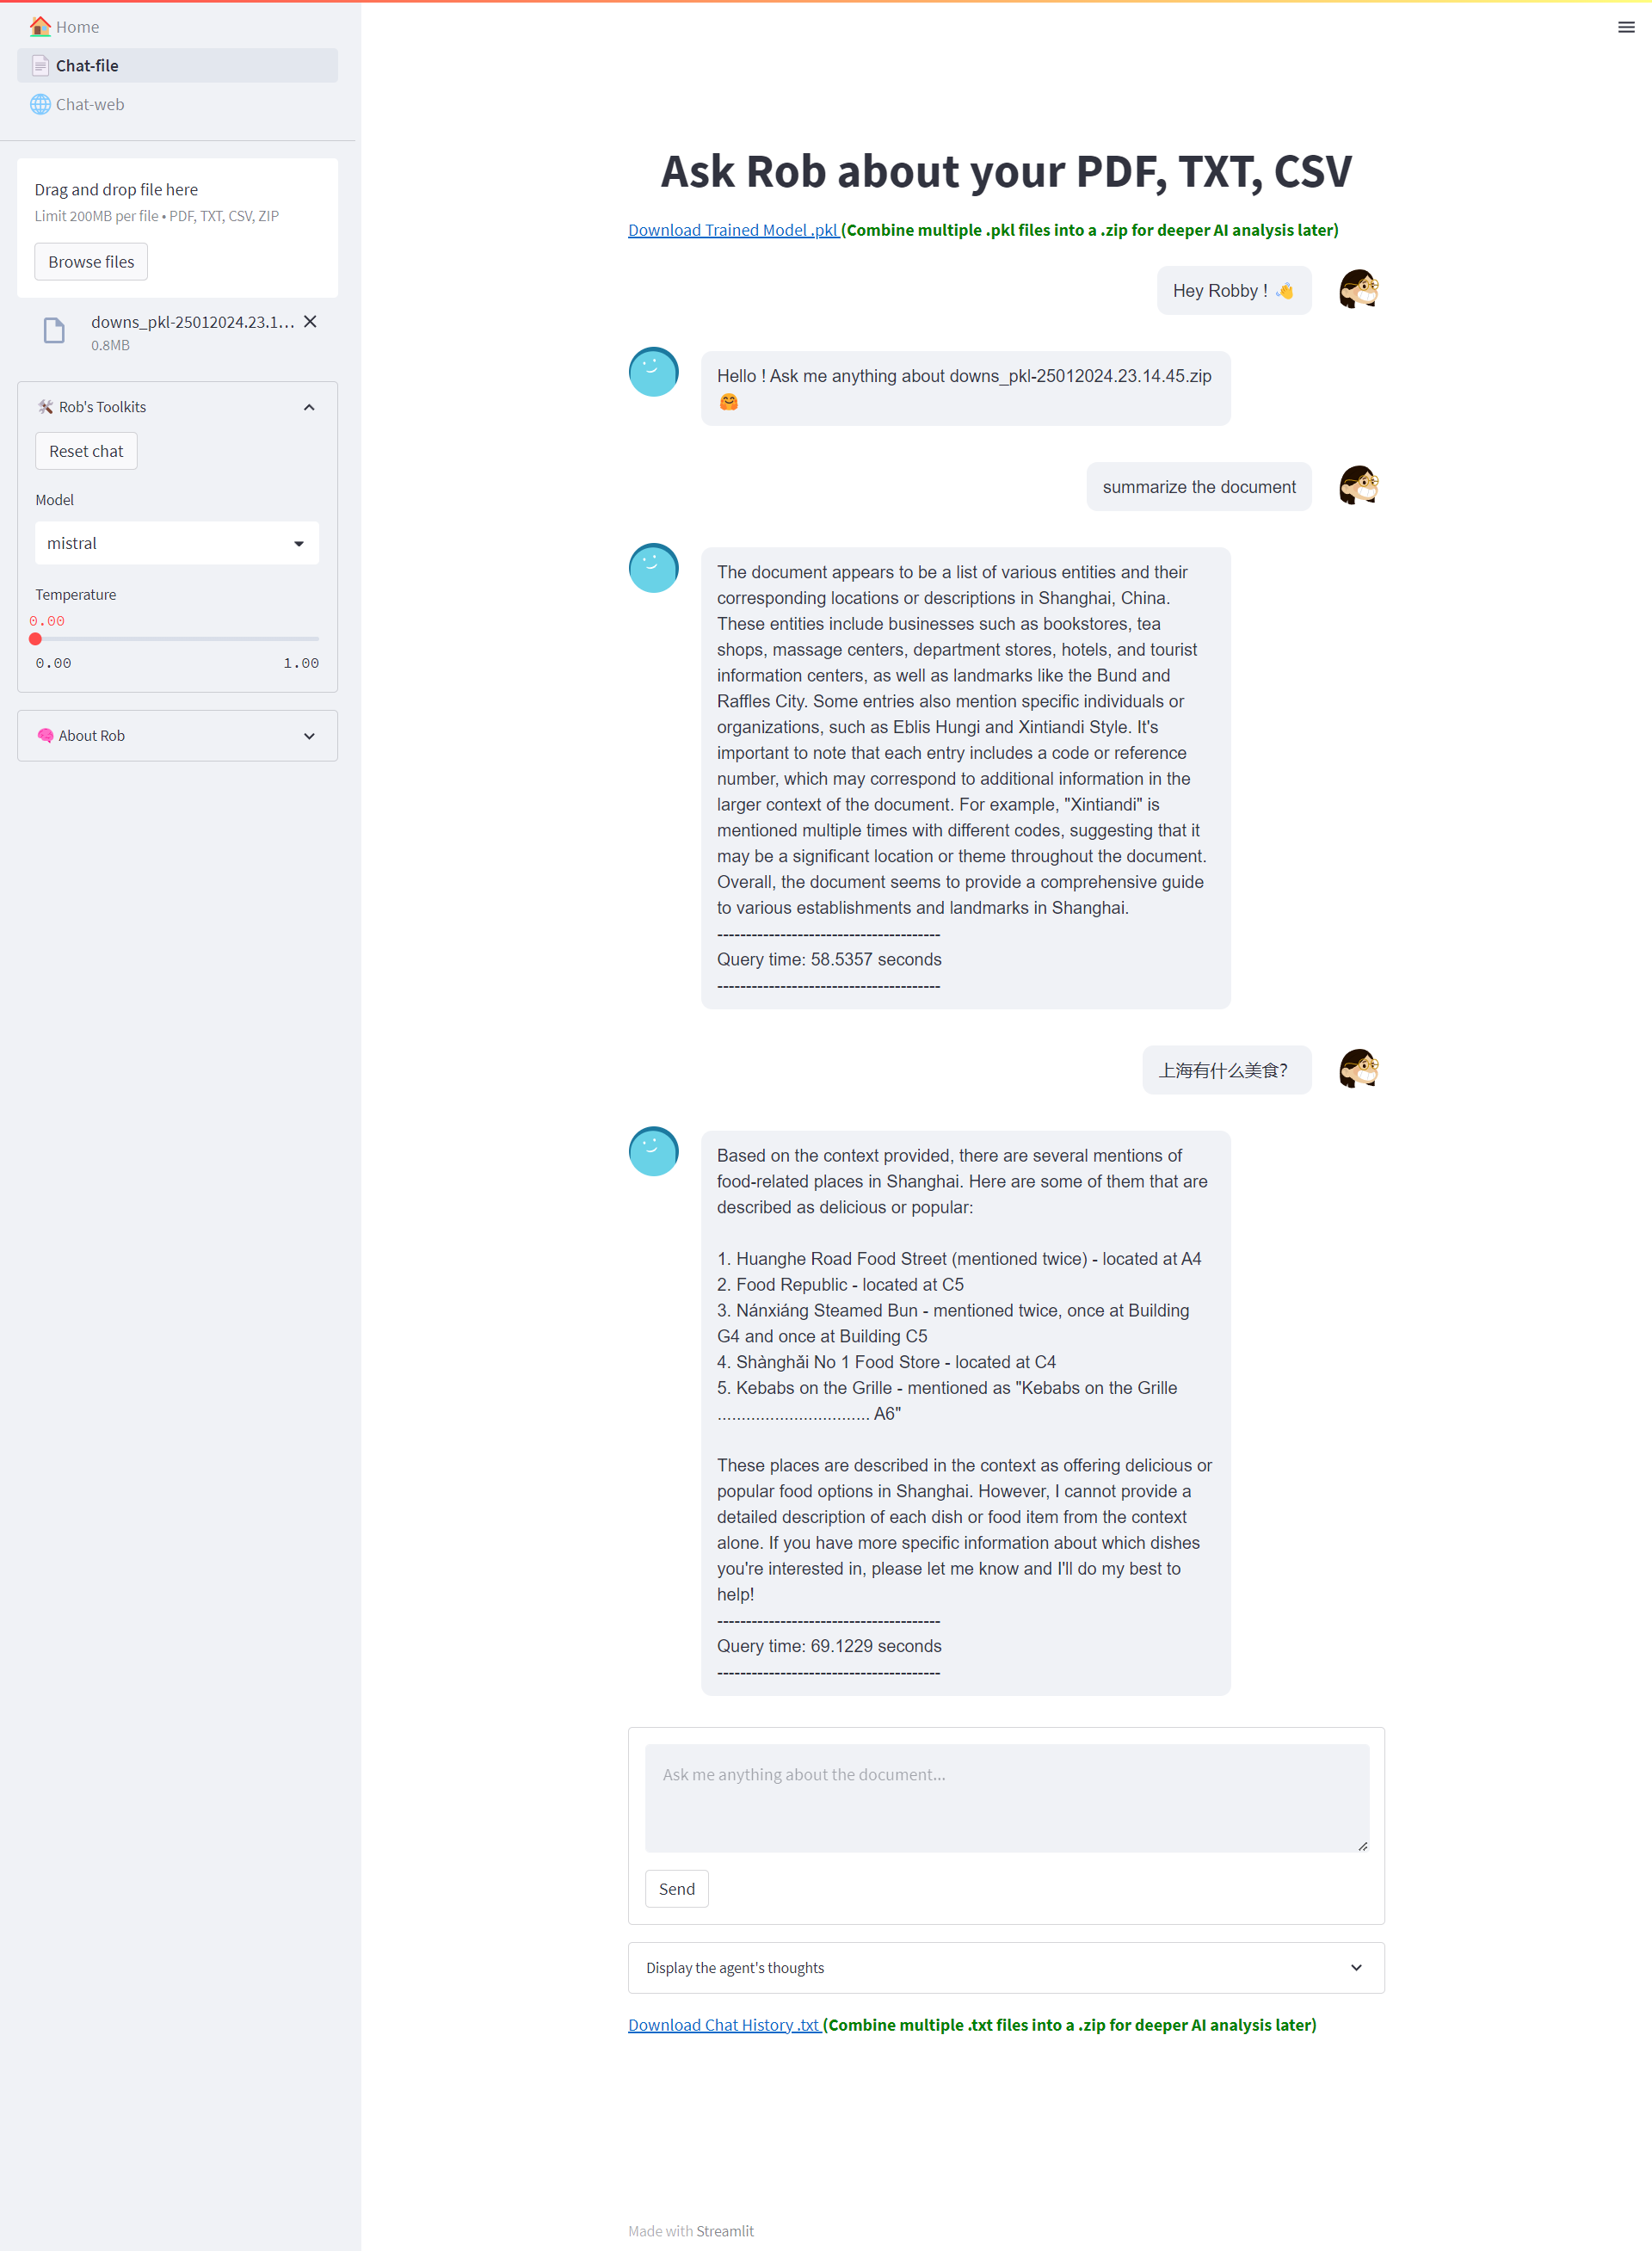 🏠 Home
📄 Chat-file
🌐 Chat-web
Drag and drop file here
Limit 200MB per file • PDF, TXT, CSV, ZIP
Browse files
downs_pkl-25012024.23.1...
0.8MB
🛠️ Rob's Toolkits
Reset chat
Model
mistral
Temperature
0.00
0.00 1.00
🧠 About Rob
Ask Rob about your PDF, TXT, CSV
Download Trained Model .pkl (Combine multiple .pkl files into a .zip for deeper AI analysis later)
Hey Robby ! 👋
Hello ! Ask me anything about downs_pkl-25012024.23.14.45.zip
🤗
summarize the document
The document appears to be a list of various entities and their
corresponding locations or descriptions in Shanghai, China.
These entities include businesses such as bookstores, tea
shops, massage centers, department stores, hotels, and tourist
information centers, as well as landmarks like the Bund and
Raffles City. Some entries also mention specific individuals or
organizations, such as Eblis Hungi and Xintiandi Style. It's
important to note that each entry includes a code or reference
number, which may correspond to additional information in the
larger context of the document. For example, "Xintiandi" is
mentioned multiple times with different codes, suggesting that it
may be a significant location or theme throughout the document.
Overall, the document seems to provide a comprehensive guide
to various establishments and landmarks in Shanghai.
---------------------------------------
Query time: 58.5357 seconds
---------------------------------------
上海有什么美食?
Based on the context provided, there are several mentions of
food-related places in Shanghai. Here are some of them that are
described as delicious or popular:
1. Huanghe Road Food Street (mentioned twice) - located at A4
2. Food Republic - located at C5
3. Nánxiáng Steamed Bun - mentioned twice, once at Building
G4 and once at Building C5
4. Shànghǎi No 1 Food Store - located at C4
5. Kebabs on the Grille - mentioned as "Kebabs on the Grille
................................ A6"
These places are described in the context as offering delicious or
popular food options in Shanghai. However, I cannot provide a
detailed description of each dish or food item from the context
alone. If you have more specific information about which dishes
you're interested in, please let me know and I'll do my best to
help!
---------------------------------------
Query time: 69.1229 seconds
---------------------------------------
Ask me anything about the document...
Send
Display the agent's thoughts
Download Chat History .txt (Combine multiple .txt files into a .zip for deeper AI analysis later)
Made with Streamlit